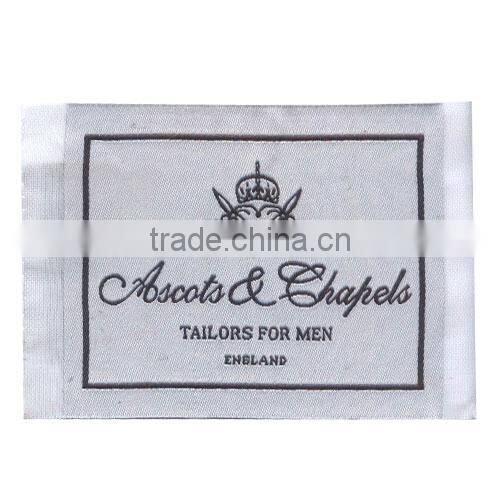 trade.china.cn
Ascots & Chapels
TAILORS FOR MEN
ENGLAND